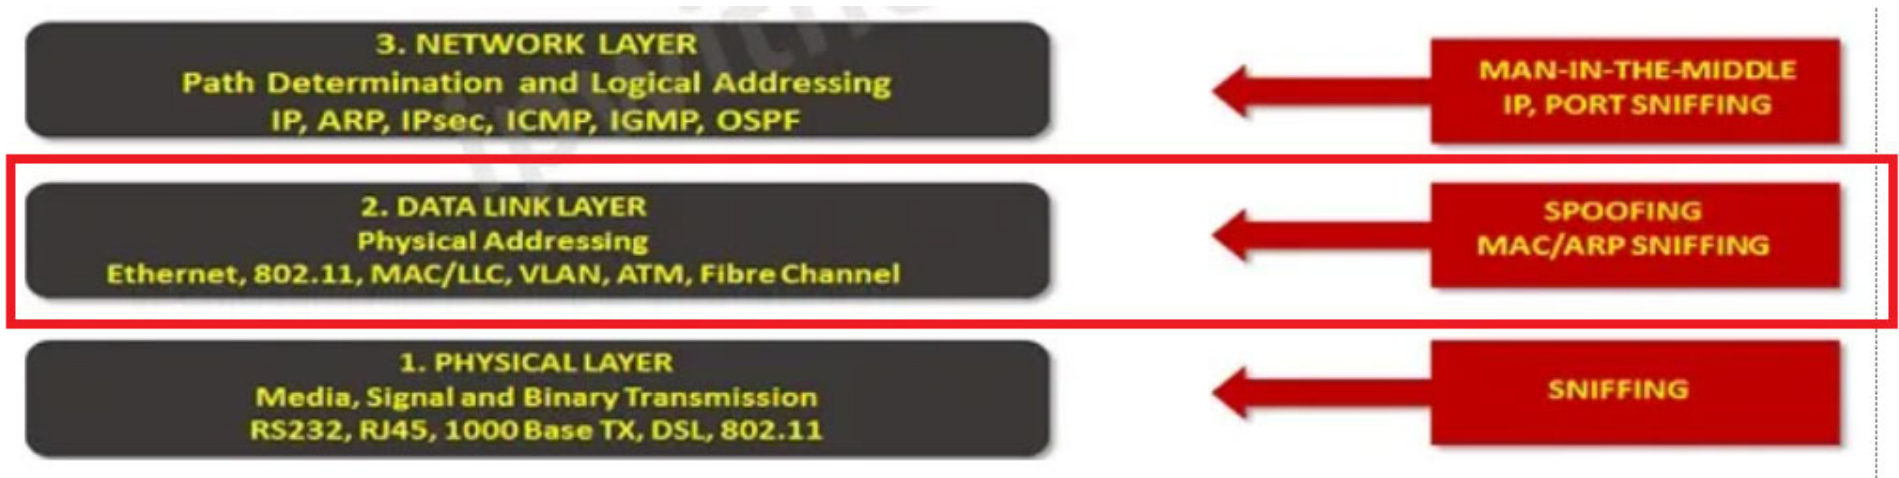 3. NETWORK LAYER
Path Determination and Logical Addressing
IP, ARP, IPsec, ICMP, IGMP, OSPF
MAN-IN-THE-MIDDLE
IP, PORT SNIFFING
2. DATA LINK LAYER
Physical Addressing
Ethernet, 802.11, MAC/LLC, VLAN, ATM, Fibre Channel
SPOOFING
MAC/ARP SNIFFING
1. PHYSICAL LAYER
Media, Signal and Binary Transmission
RS232, RJ45, 1000 Base TX, DSL, 802.11
SNIFFING